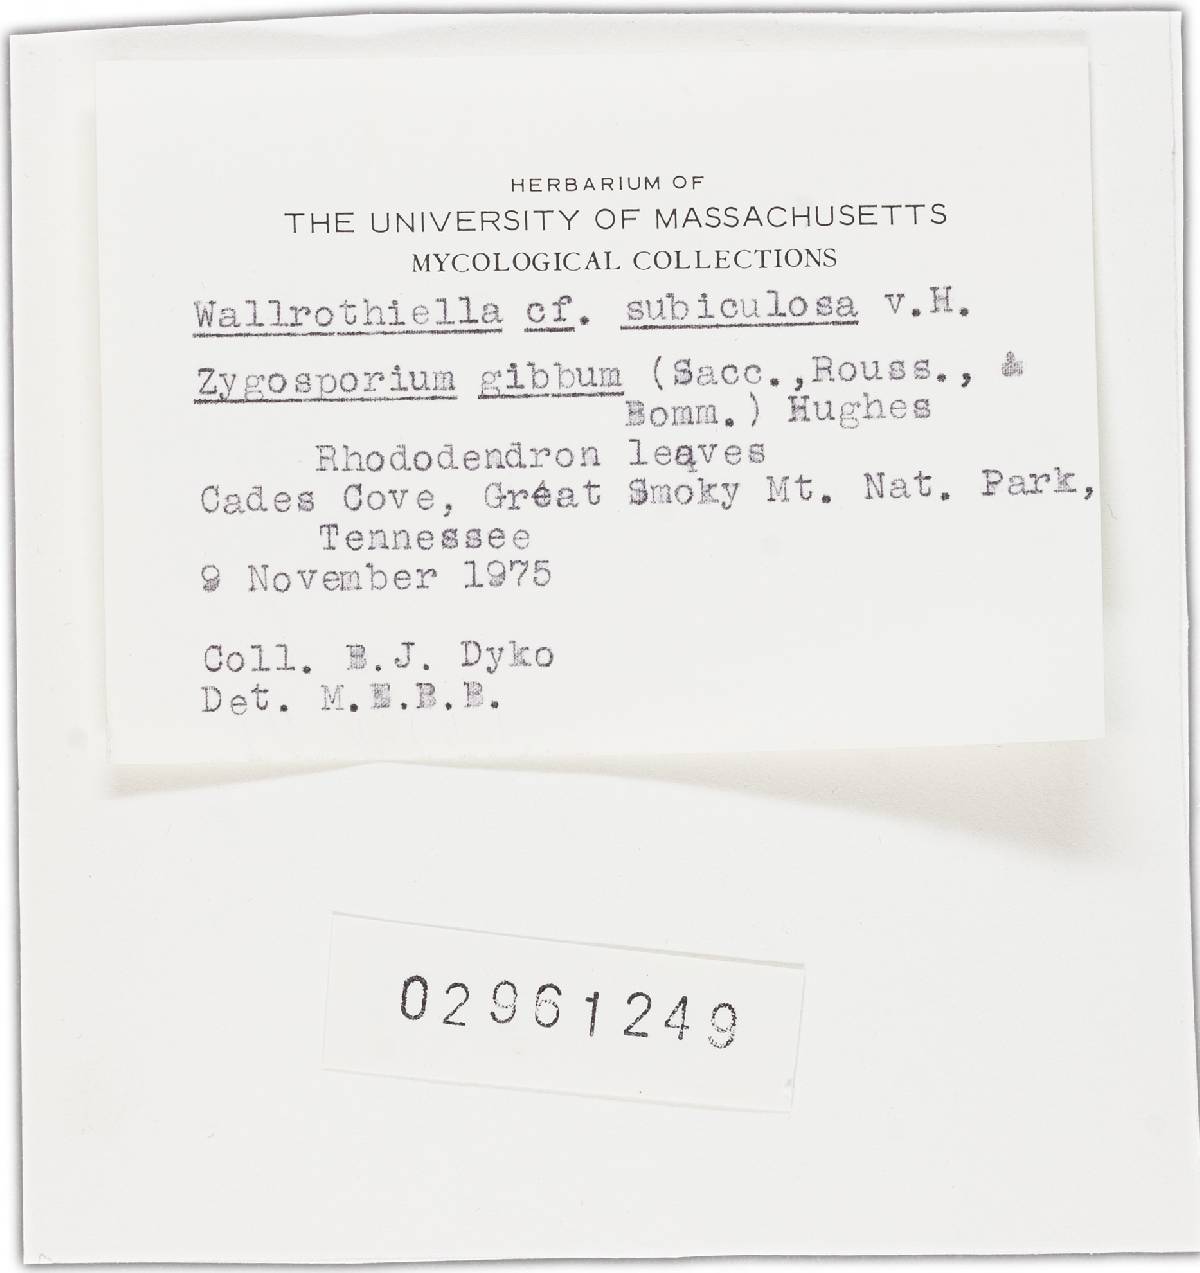 HERBARIUM OF
THE UNIVERSITY OF MASSACHUSETTS
MYCOLOGICAL COLLECTIONS
Wallrothiella cf. subiculosa v.H.
Zygosporium gibbum (Sacc.,Rouss., &
Bomm.) Hughes
Rhododendron leaves
Cades Cove, Great Smoky Mt. Nat. Park,
Tennessee
9 November 1975
Coll. B.J. Dyko
Det. M.E.B.B.
02961249